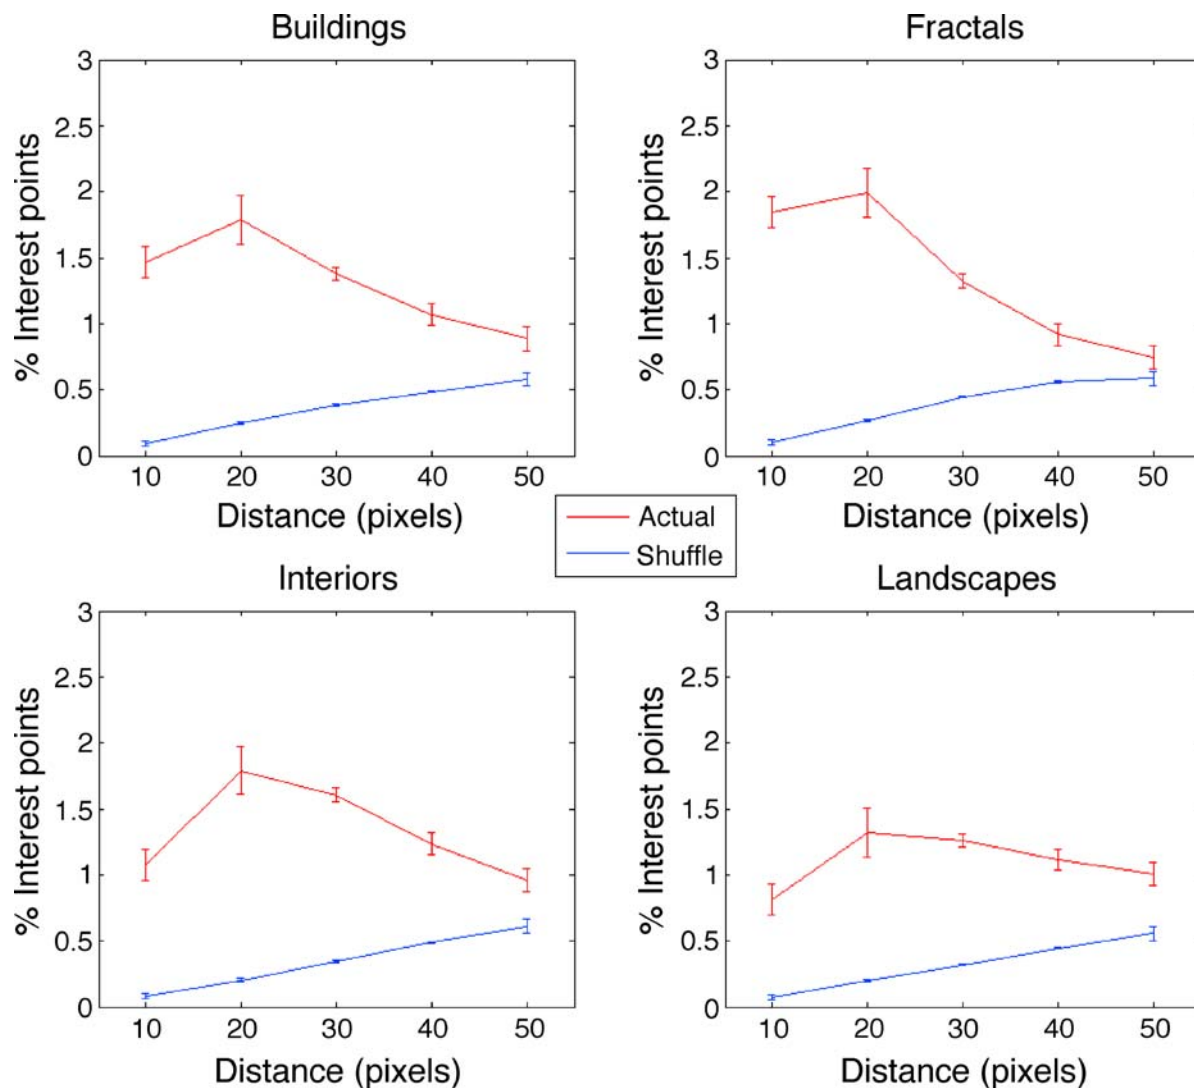 Buildings
3
2.5
2
1.5
1
0.5
0
% Interest points
10 20 30 40 50
Distance (pixels)
Fractals
3
2.5
2
1.5
1
0.5
0
% Interest points
10 20 30 40 50
Distance (pixels)
Actual
Shuffle
Interiors
3
2.5
2
1.5
1
0.5
0
% Interest points
10 20 30 40 50
Distance (pixels)
Landscapes
3
2.5
2
1.5
1
0.5
0
% Interest points
10 20 30 40 50
Distance (pixels)